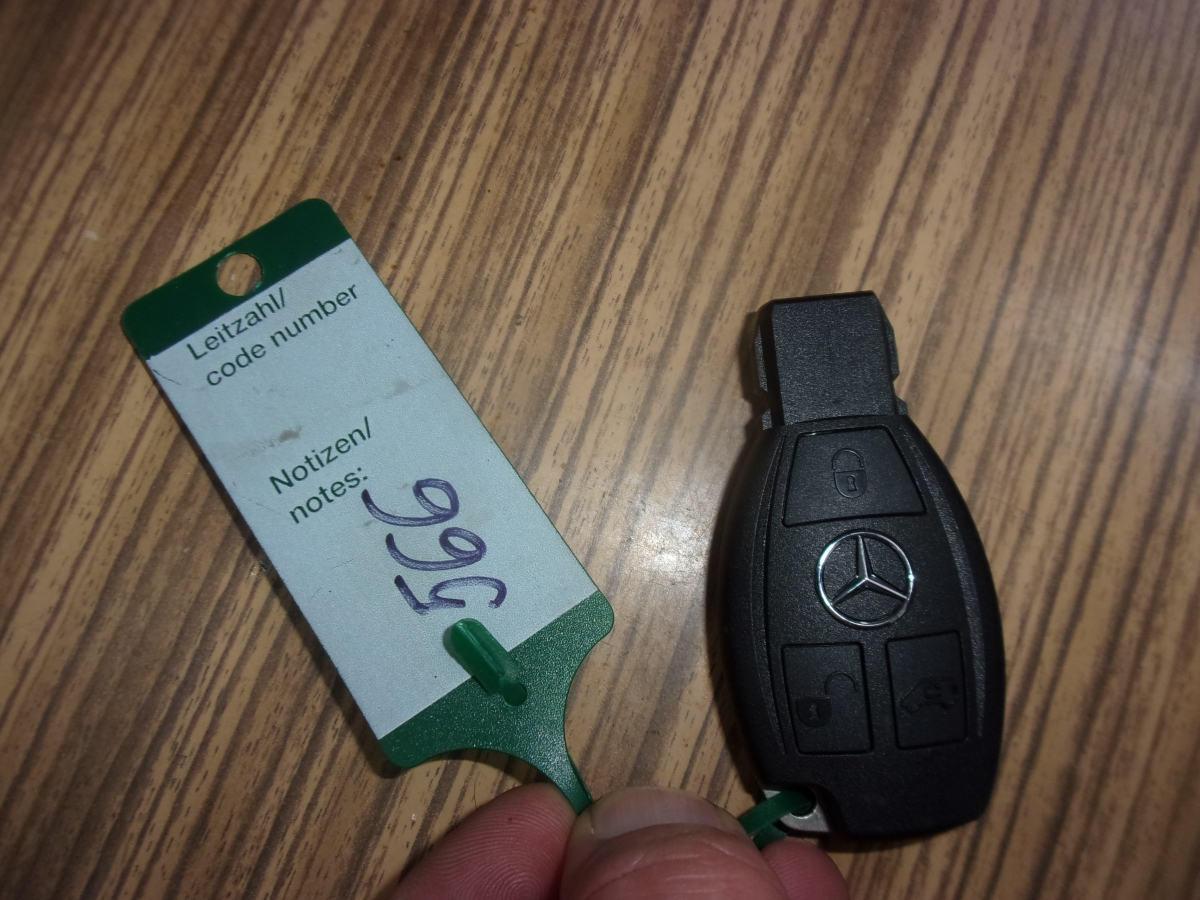 Leitzahl/
code number
Notizen/
notes:
566